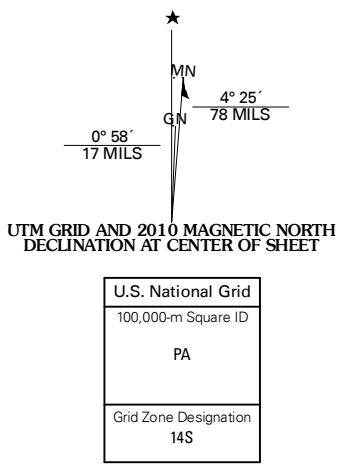 MN
4° 25´
78 MILS
GN
0° 58´
17 MILS
UTM GRID AND 2010 MAGNETIC NORTH
DECLINATION AT CENTER OF SHEET
U.S. National Grid
100,000-m Square ID
PA
Grid Zone Designation
14S